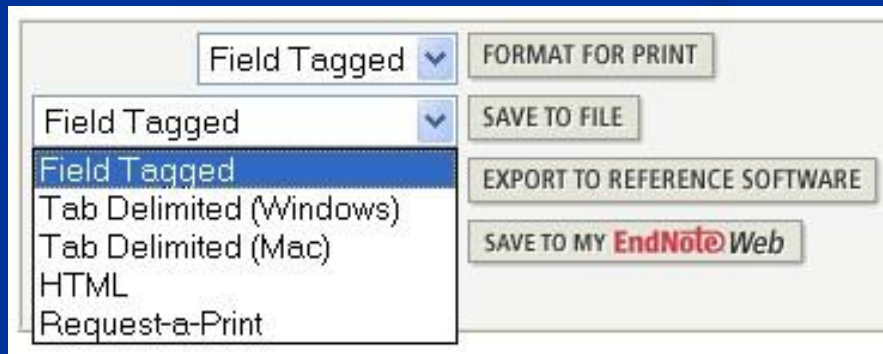 Field Tagged FORMAT FOR PRINT
Field Tagged SAVE TO FILE
Field Tagged EXPORT TO REFERENCE SOFTWARE
Tab Delimited (Windows)
Tab Delimited (Mac) SAVE TO MY EndNote Web
HTML
Request-a-Print